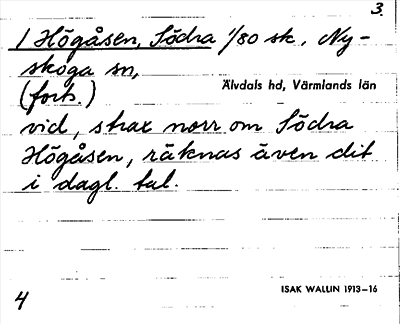 3.
1 Högåsen, Södra 1/80 sk., Ny-
skoga sn,
(forts.) Älvdals hd, Värmlands län
vid, strax norr om Södra
Högåsen, räknas även dit
i dagl. tal.
ISAK WALLIN 1913-16
4